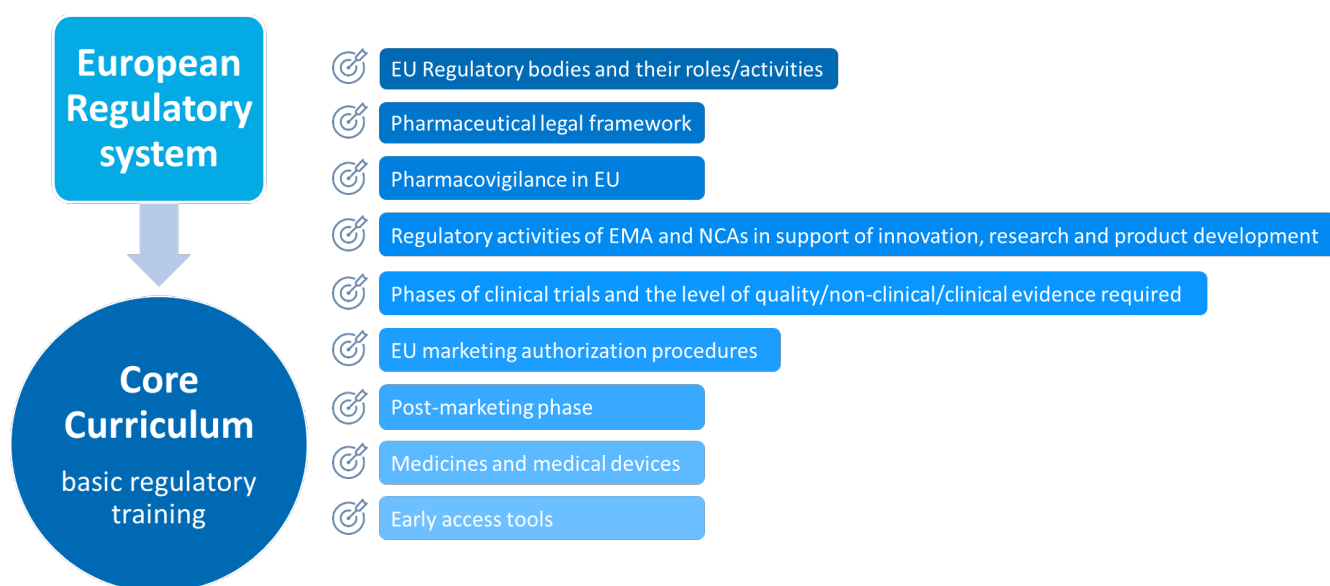 European
Regulatory
system
Core
Curriculum
basic regulatory
training
EU Regulatory bodies and their roles/activities
Pharmaceutical legal framework
Pharmacovigilance in EU
Regulatory activities of EMA and NCAs in support of innovation, research and product development
Phases of clinical trials and the level of quality/non-clinical/clinical evidence required
EU marketing authorization procedures
Post-marketing phase
Medicines and medical devices
Early access tools